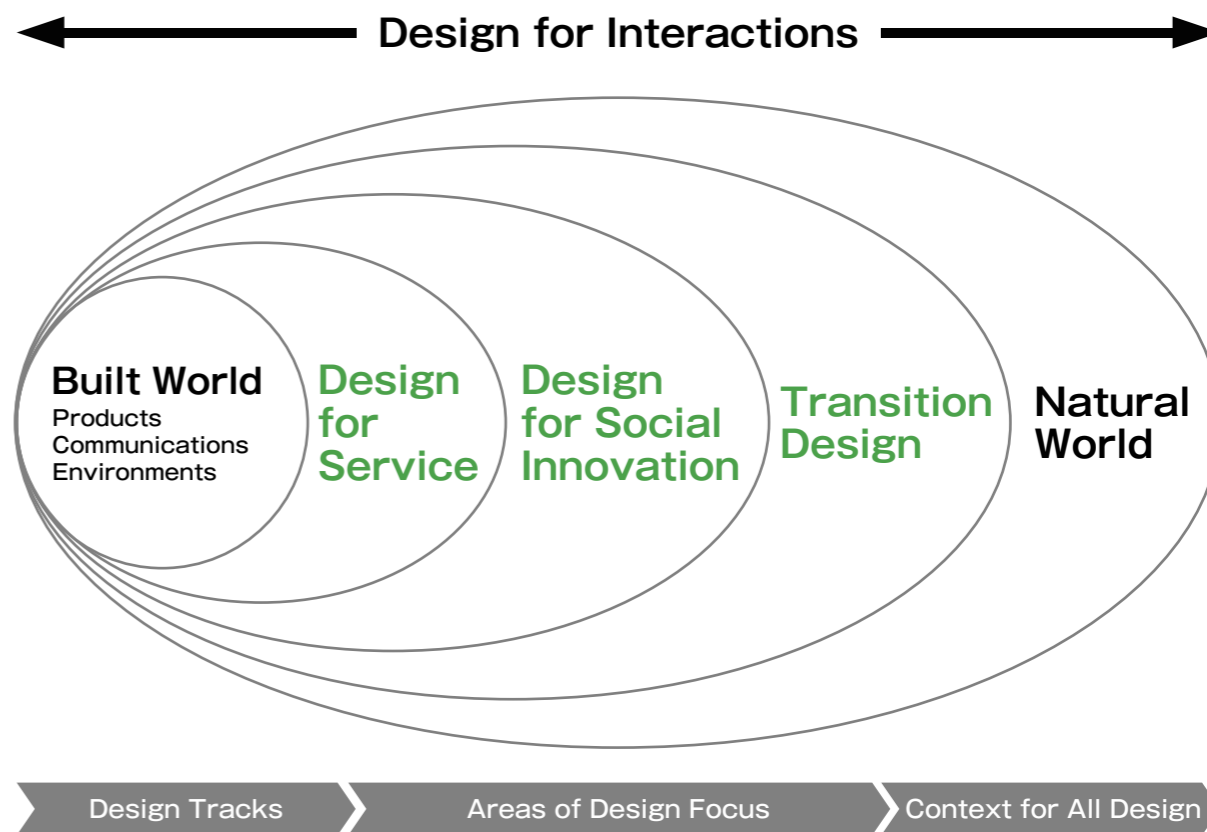 Design for Interactions
Built World
Products
Communications
Environments
Design
for
Service
Design
for Social
Innovation
Transition
Design
Natural
World
Design Tracks
Areas of Design Focus
Context for All Design